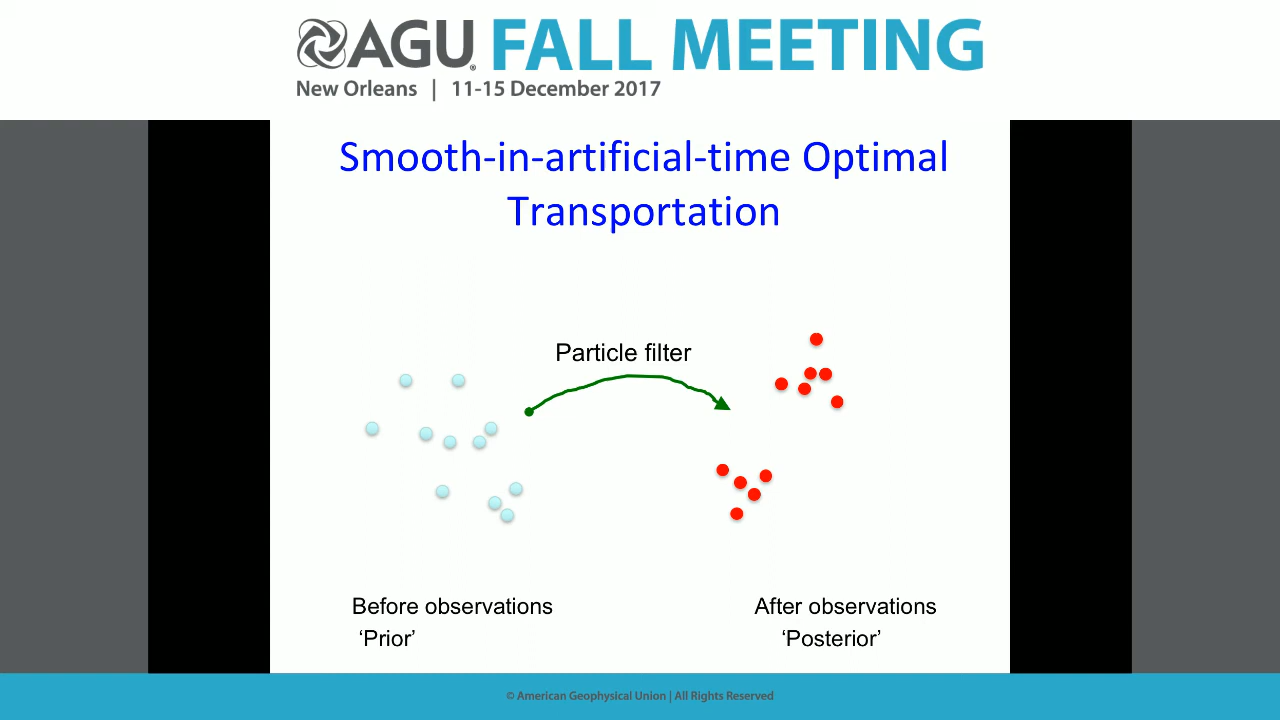 AGU FALL MEETING
New Orleans | 11-15 December 2017
Smooth-in-artificial-time Optimal
Transportation
Particle filter
Before observations
‘Prior’
After observations
‘Posterior’
© American Geophysical Union | All Rights Reserved